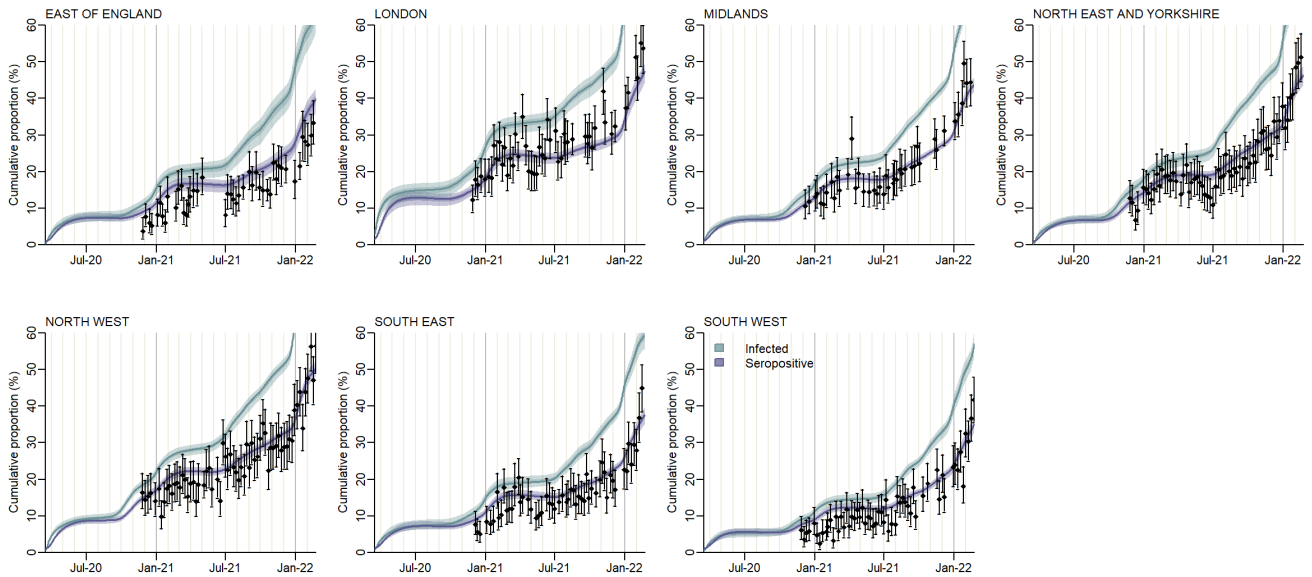 EAST OF ENGLAND
Cumulative proportion (%)
0 10 20 30 40 50 60
Jul-20 Jan-21 Jul-21 Jan-22
LONDON
Cumulative proportion (%)
0 10 20 30 40 50 60
Jul-20 Jan-21 Jul-21 Jan-22
MIDLANDS
Cumulative proportion (%)
0 10 20 30 40 50 60
Jul-20 Jan-21 Jul-21 Jan-22
NORTH EAST AND YORKSHIRE
Cumulative proportion (%)
0 10 20 30 40 50 60
Jul-20 Jan-21 Jul-21 Jan-22
NORTH WEST
Cumulative proportion (%)
0 10 20 30 40 50 60
Jul-20 Jan-21 Jul-21 Jan-22
SOUTH EAST
Cumulative proportion (%)
0 10 20 30 40 50 60
Jul-20 Jan-21 Jul-21 Jan-22
SOUTH WEST
Infected
Seropositive
Cumulative proportion (%)
0 10 20 30 40 50 60
Jul-20 Jan-21 Jul-21 Jan-22